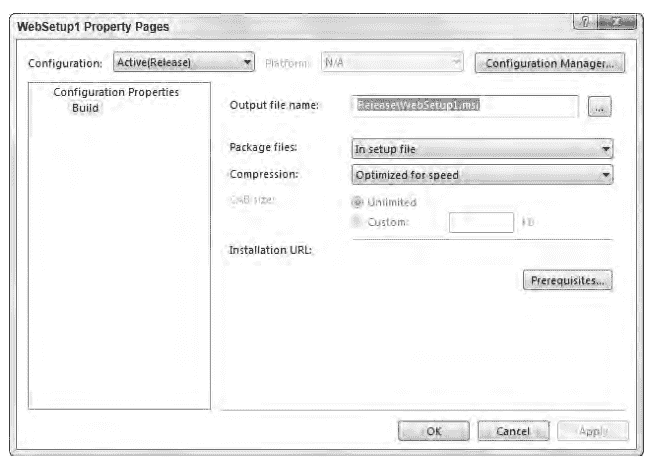 WebSetup1 Property Pages
Configuration: Active(Release) Platform: N/A Configuration Manager...
Configuration Properties
Build
Output file name: Release\WebSetup1.msi ...
Package files: In setup file
Compression: Optimized for speed
CAB size: Unlimited
Custom: KB
Installation URL:
Prerequisites...
OK Cancel Apply